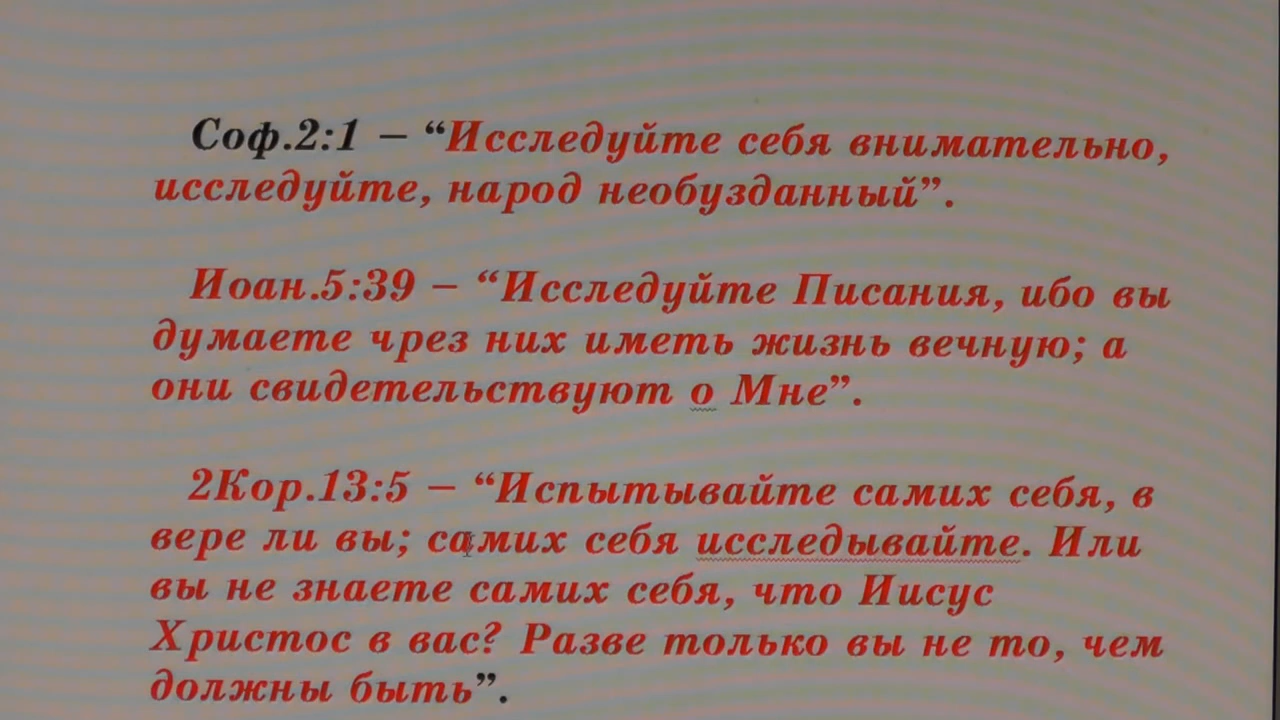 Соф.2:1 – “Исследуйте себя внимательно,
исследуйте, народ необузданный”.
Иоан.5:39 – “Исследуйте Писания, ибо вы
думаете чрез них иметь жизнь вечную; а
они свидетельствуют о Мне”.
2Кор.13:5 – “Испытывайте самих себя, в
вере ли вы; самих себя исследывайте. Или
вы не знаете самих себя, что Иисус
Христос в вас? Разве только вы не то, чем
должны быть”.